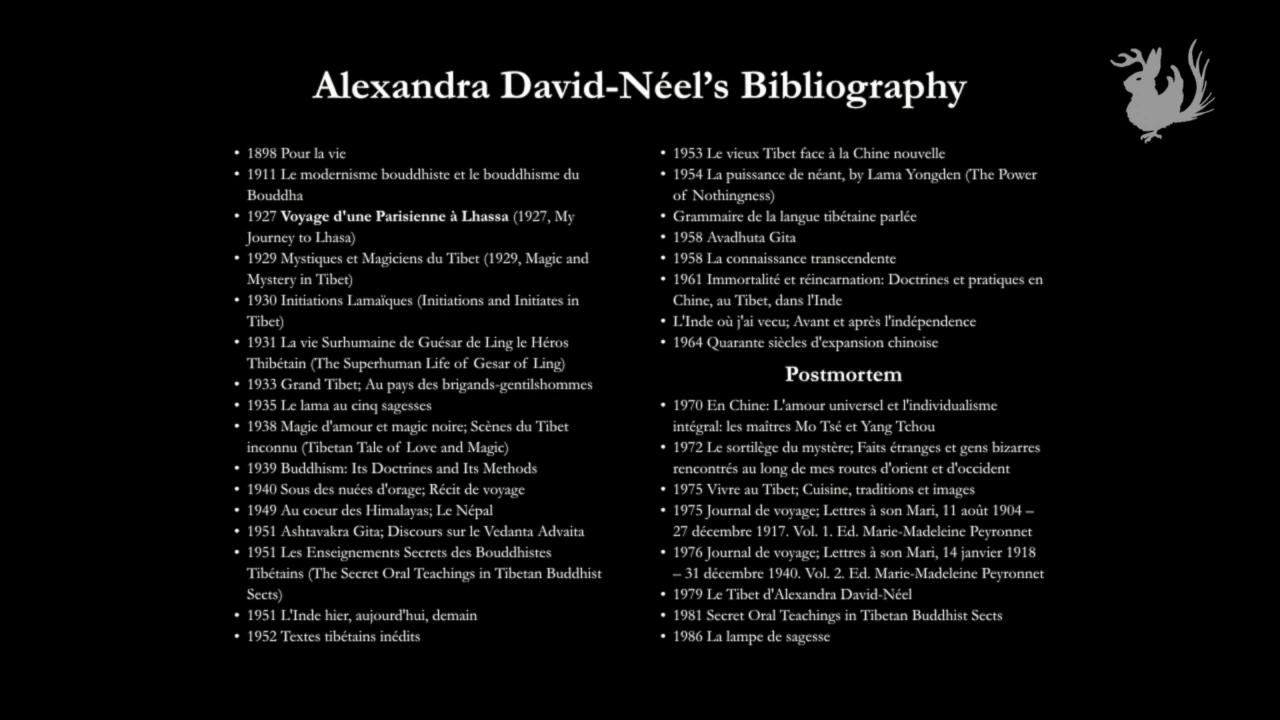 Alexandra David-Néel’s Bibliography
• 1898 Pour la vie
• 1911 Le modernisme bouddhiste et le bouddhisme du
Bouddha
• 1927 Voyage d'une Parisienne à Lhassa (1927, My
Journey to Lhasa)
• 1929 Mystiques et Magiciens du Tibet (1929, Magic and
Mystery in Tibet)
• 1930 Initiations Lamaïques (Initiations and Initiates in
Tibet)
• 1931 La vie Surhumaine de Guésar de Ling le Héros
Thibétain (The Superhuman Life of Gesar of Ling)
• 1933 Grand Tibet; Au pays des brigands-gentilshommes
• 1935 Le lama au cinq sagesses
• 1938 Magie d'amour et magic noire; Scènes du Tibet
inconnu (Tibetan Tale of Love and Magic)
• 1939 Buddhism: Its Doctrines and Its Methods
• 1940 Sous des nuées d'orage; Récit de voyage
• 1949 Au coeur des Himalayas; Le Népal
• 1951 Ashtavakra Gita; Discours sur le Vedanta Advaita
• 1951 Les Enseignements Secrets des Bouddhistes
Tibétains (The Secret Oral Teachings in Tibetan Buddhist
Sects)
• 1951 L'Inde hier, aujourd'hui, demain
• 1952 Textes tibétains inédits
• 1953 Le vieux Tibet face à la Chine nouvelle
• 1954 La puissance de néant, by Lama Yongden (The Power
of Nothingness)
• Grammaire de la langue tibétaine parlée
• 1958 Avadhuta Gita
• 1958 La connaissance transcendente
• 1961 Immortalité et réincarnation: Doctrines et pratiques en
Chine, au Tibet, dans l'Inde
• L'Inde où j'ai vecu; Avant et après l'indépendence
• 1964 Quarante siècles d'expansion chinoise
Postmortem
• 1970 En Chine: L'amour universel et l'individualisme
intégral: les maîtres Mo Tsé et Yang Tchou
• 1972 Le sortilège du mystère; Faits étranges et gens bizarres
rencontrés au long de mes routes d'orient et d'occident
• 1975 Vivre au Tibet; Cuisine, traditions et images
• 1975 Journal de voyage; Lettres à son Mari, 11 août 1904 –
27 décembre 1917. Vol. 1. Ed. Marie-Madeleine Peyronnet
• 1976 Journal de voyage; Lettres à son Mari, 14 janvier 1918
– 31 décembre 1940. Vol. 2. Ed. Marie-Madeleine Peyronnet
• 1979 Le Tibet d'Alexandra David-Néel
• 1981 Secret Oral Teachings in Tibetan Buddhist Sects
• 1986 La lampe de sagesse